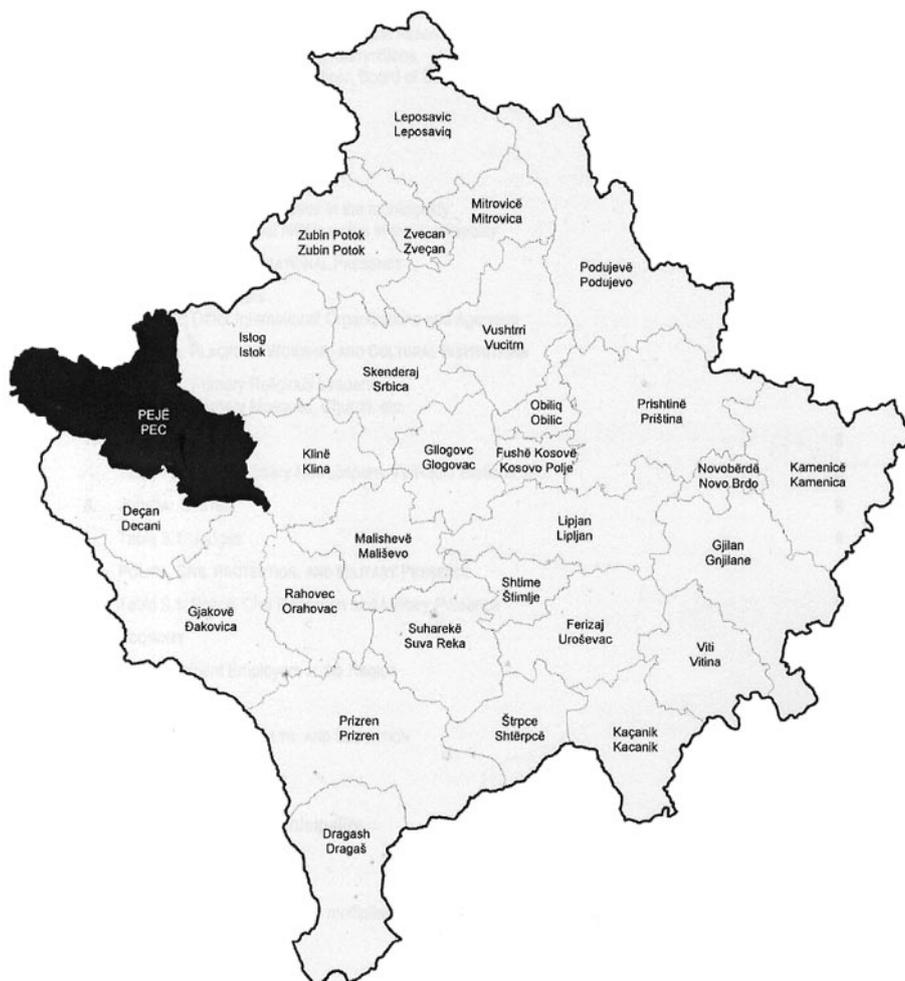 Leposavic
Leposaviq
Mitrovicë
Mitrovica
Zubin Potok
Zubin Potok
Zvecan
Zveçan
Podujevë
Podujevo
Istog
Istok
Vushtrri
Vucitrn
Skenderaj
Srbica
PEJË
PEC
Obiliq
Obilic
Prishtinë
Priština
Klinë
Klina
Gllogovc
Glogovac
Fushë Kosovë
Kosovo Polje
Novobërdë
Novo Brdo
Kamenicë
Kamenica
Deçan
Decani
Malishevë
Mališevo
Lipjan
Lipljan
Gjilan
Gnjilane
Gjakovë
Đakovica
Rahovec
Orahovac
Shtime
Štimlje
Suharekë
Suva Reka
Ferizaj
Uroševac
Viti
Vitina
Prizren
Prizren
Štrpce
Shtërpcë
Kaçanik
Kacanik
Dragash
Dragaš